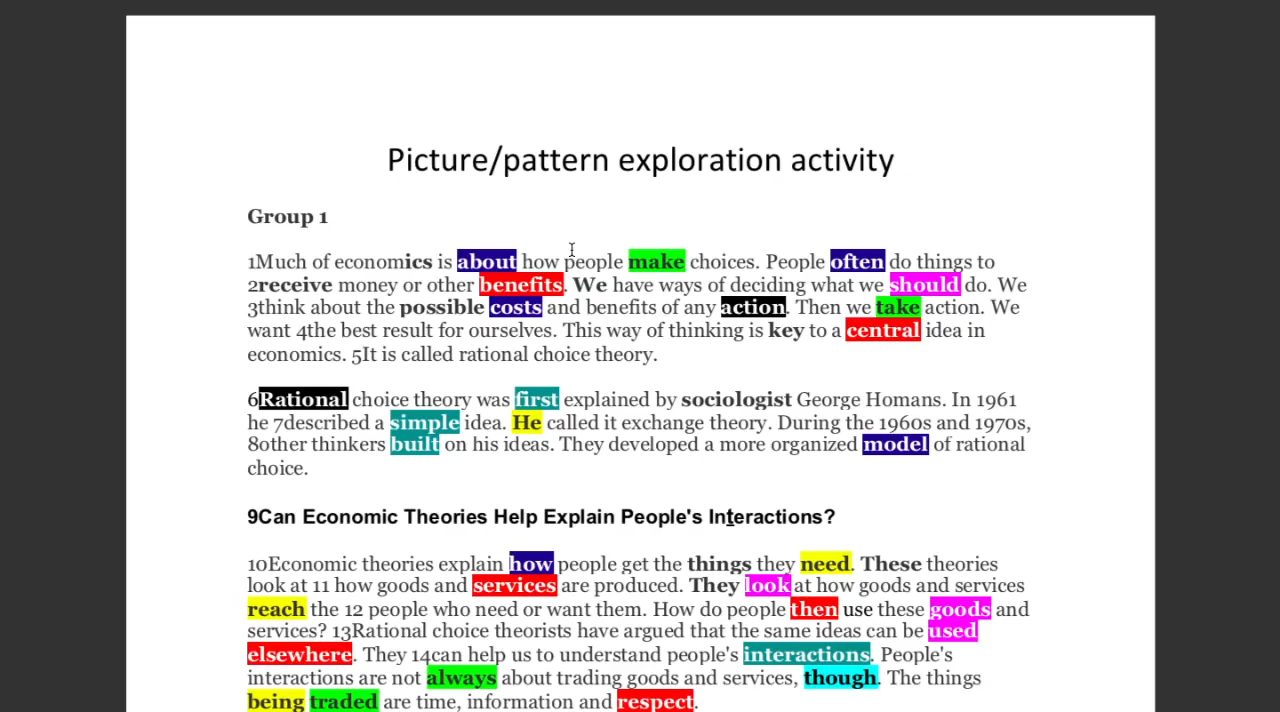 Picture/pattern exploration activity
Group 1
1Much of economics is about how people make choices. People often do things to
2receive money or other benefits. We have ways of deciding what we should do. We
3think about the possible costs and benefits of any action. Then we take action. We
want 4the best result for ourselves. This way of thinking is key to a central idea in
economics. 5It is called rational choice theory.
6Rational choice theory was first explained by sociologist George Homans. In 1961
he 7described a simple idea. He called it exchange theory. During the 1960s and 1970s,
8other thinkers built on his ideas. They developed a more organized model of rational
choice.
9Can Economic Theories Help Explain People's Interactions?
10Economic theories explain how people get the things they need. These theories
look at 11 how goods and services are produced. They look at how goods and services
reach the 12 people who need or want them. How do people then use these goods and
services? 13Rational choice theorists have argued that the same ideas can be used
elsewhere. They 14can help us to understand people's interactions. People's
interactions are not always about trading goods and services, though. The things
being traded are time, information and respect.